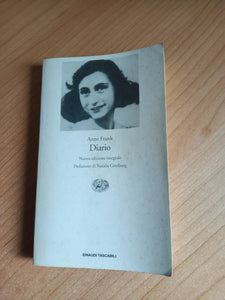 Anne Frank
Diario
Nuova edizione integrale
Prefazione di Natalia Ginzburg
EINAUDI TASCABILI